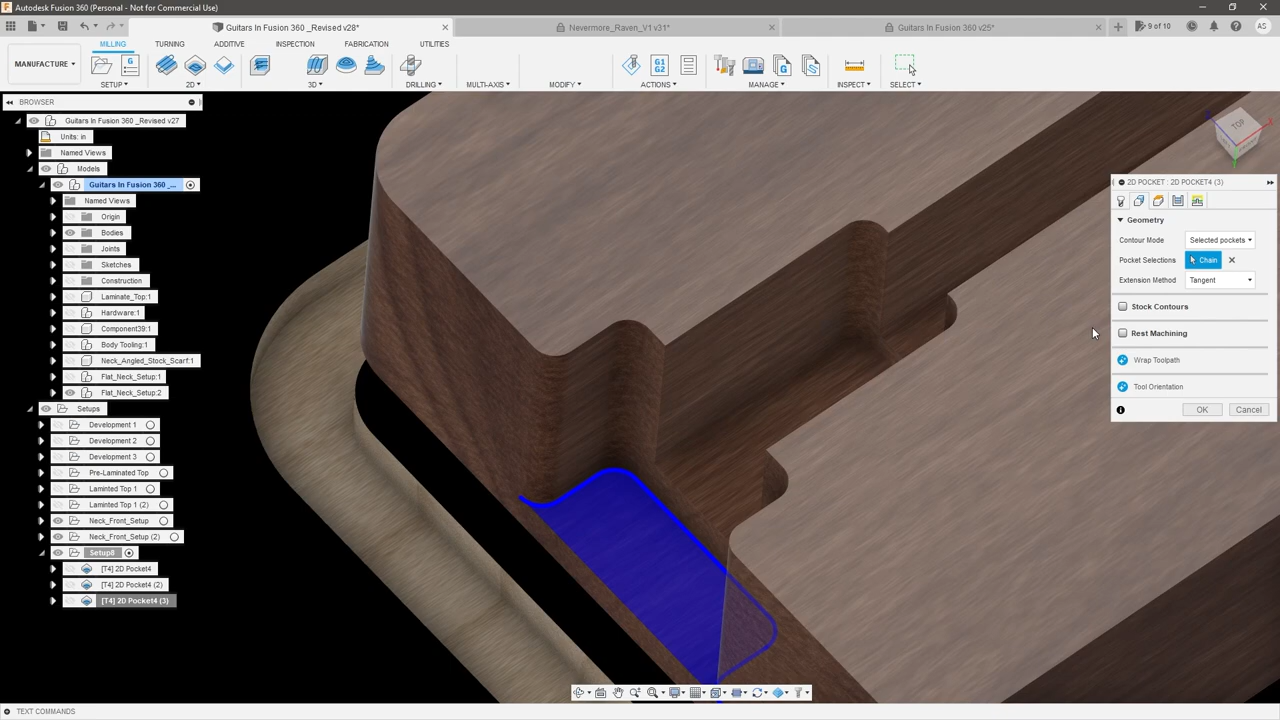 Autodesk Fusion 360 (Personal - Not for Commercial Use)
Guitars In Fusion 360 _Revised v28*
Nevermore_Raven_V1 v31*
Guitars In Fusion 360 v25*
9 of 10
AS
MILLING
TURNING
ADDITIVE
INSPECTION
FABRICATION
UTILITIES
MANUFACTURE
G1
G2
SETUP
2D
3D
DRILLING
MULTI-AXIS
MODIFY
ACTIONS
MANAGE
INSPECT
SELECT
BROWSER
Guitars In Fusion 360 _Revised v27
Units: in
Named Views
Models
Guitars In Fusion 360 _...
Named Views
Origin
Bodies
Joints
Sketches
Construction
Laminate_Top:1
Hardware:1
Component39:1
Body Tooling:1
Neck_Angled_Stock_Scarf:1
Flat_Neck_Setup:1
Flat_Neck_Setup:2
Setups
Development 1
Development 2
Development 3
Pre-Laminated Top
Laminted Top 1
Laminted Top 1 (2)
Neck_Front_Setup
Neck_Front_Setup (2)
Setup8
[T4] 2D Pocket4
[T4] 2D Pocket4 (2)
[T4] 2D Pocket4 (3)
TOP
2D POCKET : 2D POCKET4 (3)
Geometry
Contour Mode
Selected pockets
Pocket Selections
Chain
Extension Method
Tangent
Stock Contours
Rest Machining
Wrap Toolpath
Tool Orientation
OK
Cancel
TEXT COMMANDS